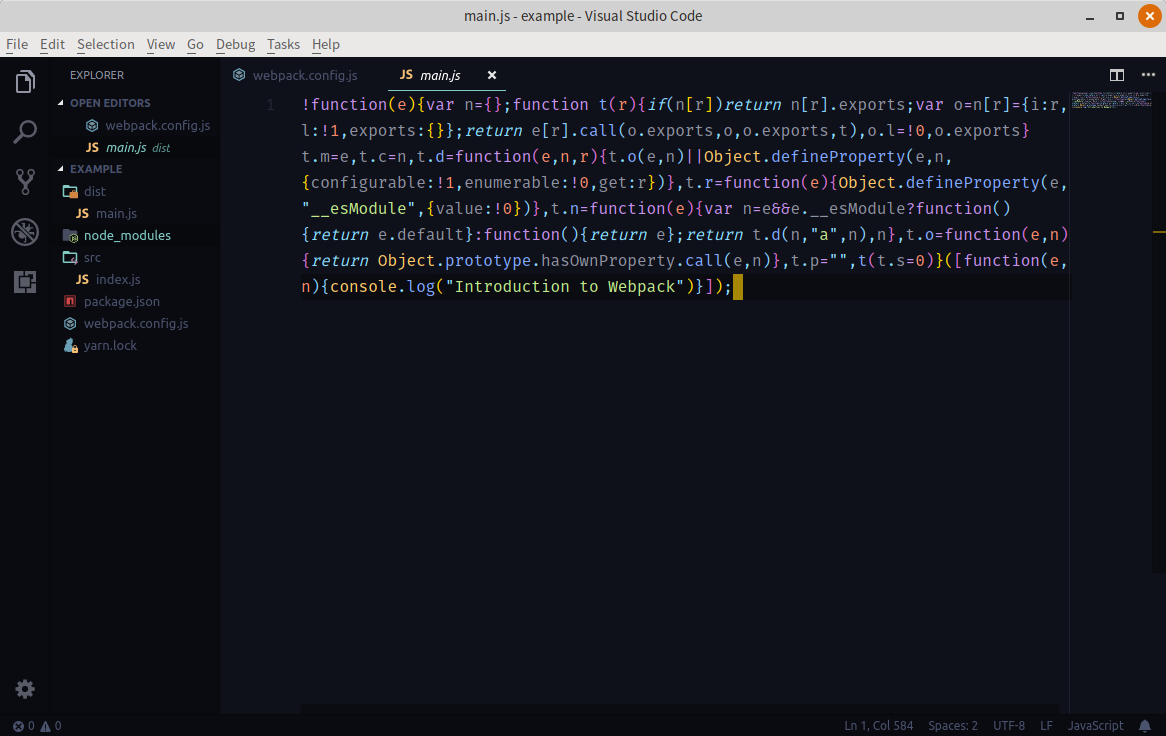 main.js - example - Visual Studio Code
File Edit Selection View Go Debug Tasks Help
EXPLORER
OPEN EDITORS
webpack.config.js
main.js dist
EXAMPLE
dist
JS main.js
node_modules
src
JS index.js
package.json
webpack.config.js
yarn.lock
webpack.config.js JS main.js
1 !function(e){var n={};function t(r){if(n[r])return n[r].exports;var o=n[r]={i:r,
l:!1,exports:{}};return e[r].call(o.exports,o,o.exports,t),o.l=!0,o.exports}
t.m=e,t.c=n,t.d=function(e,n,r){t.o(e,n)||Object.defineProperty(e,n,
{configurable:!1,enumerable:!0,get:r})},t.r=function(e){Object.defineProperty(e,
"__esModule",{value:!0})},t.n=function(e){var n=e&&e.__esModule?function()
{return e.default}:function(){return e};return t.d(n,"a",n),n},t.o=function(e,n)
{return Object.prototype.hasOwnProperty.call(e,n)},t.p="",t(t.s=0)}([function(e,
n){console.log("Introduction to Webpack")}]);
0 0 Ln 1, Col 584 Spaces: 2 UTF-8 LF JavaScript